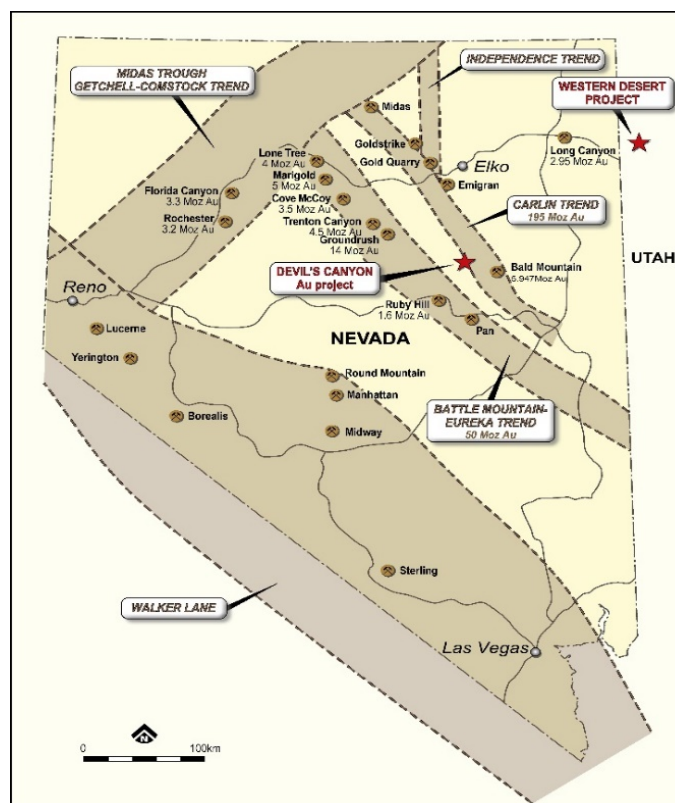 INDEPENDENCE TREND
MIDAS TROUGH
GETCHELL-COMSTOCK TREND
WESTERN DESERT
PROJECT
Midas
Goldstrike
Gold Quarry
Elko
Long Canyon
2.95 Moz Au
Lone Tree
4 Moz Au
Marigold
5 Moz Au
Emigran
Florida Canyon
3.3 Moz Au
Cove McCoy
3.5 Moz Au
CARLIN TREND
195 Moz Au
Rochester
3.2 Moz Au
Trenton Canyon
4.5 Moz Au
Groundrush
14 Moz Au
UTAH
DEVIL'S CANYON
Au project
Bald Mountain
6.947Moz Au
Reno
Ruby Hill
1.6 Moz Au
Lucerne
Pan
NEVADA
Yerington
Round Mountain
Manhattan
Borealis
BATTLE MOUNTAIN-
EUREKA TREND
50 Moz Au
Midway
Sterling
WALKER LANE
Las Vegas
N
0
100km